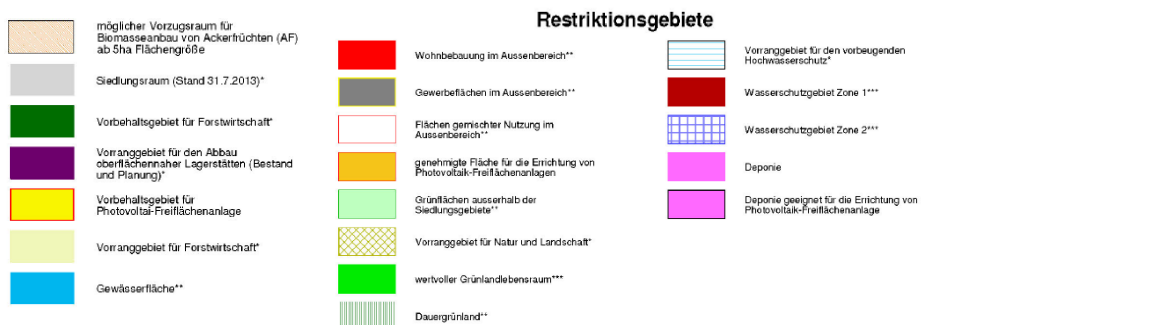 Restriktionsgebiete
möglicher Vorzugsraum für
Biomasseanbau von Ackerfrüchten (AF)
ab 5ha Flächengröße
Siedlungsraum (Stand 31.7.2013)*
Vorbehaltsgebiet für Forstwirtschaft*
Vorranggebiet für den Abbau
oberflächennaher Lagerstätten (Bestand
und Planung)*
Vorbehaltsgebiet für
Photovoltai-Freiflächenanlage
Vorranggebiet für Forstwirtschaft*
Gewässerfläche**
Wohnbebauung im Aussenbereich**
Gewerbeflächen im Aussenbereich**
Flächen gemischter Nutzung im
Aussenbereich**
genehmigte Fläche für die Errichtung von
Photovoltaik-Freiflächenanlagen
Grünflächen ausserhalb der
Siedlungsgebiete**
Vorranggebiet für Natur und Landschaft*
wertvoller Grünlandlebensraum***
Dauergrünland**
Vorranggebiet für den vorbeugenden
Hochwasserschutz*
Wasserschutzgebiet Zone 1***
Wasserschutzgebiet Zone 2***
Deponie
Deponie geeignet für die Errichtung von
Photovoltaik-Freiflächenanlage